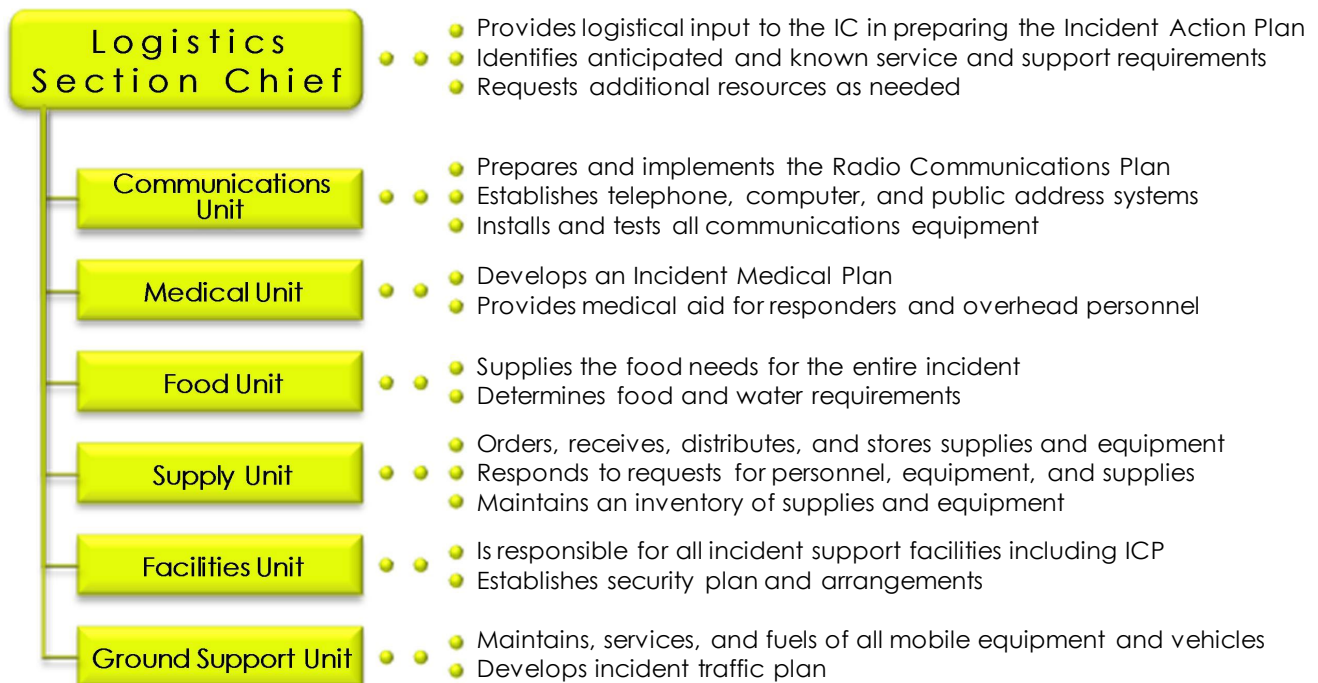 Logistics
Section Chief
Provides logistical input to the IC in preparing the Incident Action Plan
Identifies anticipated and known service and support requirements
Requests additional resources as needed
Communications
Unit
Prepares and implements the Radio Communications Plan
Establishes telephone, computer, and public address systems
Installs and tests all communications equipment
Medical Unit
Develops an Incident Medical Plan
Provides medical aid for responders and overhead personnel
Food Unit
Supplies the food needs for the entire incident
Determines food and water requirements
Supply Unit
Orders, receives, distributes, and stores supplies and equipment
Responds to requests for personnel, equipment, and supplies
Maintains an inventory of supplies and equipment
Facilities Unit
Is responsible for all incident support facilities including ICP
Establishes security plan and arrangements
Ground Support Unit
Maintains, services, and fuels of all mobile equipment and vehicles
Develops incident traffic plan